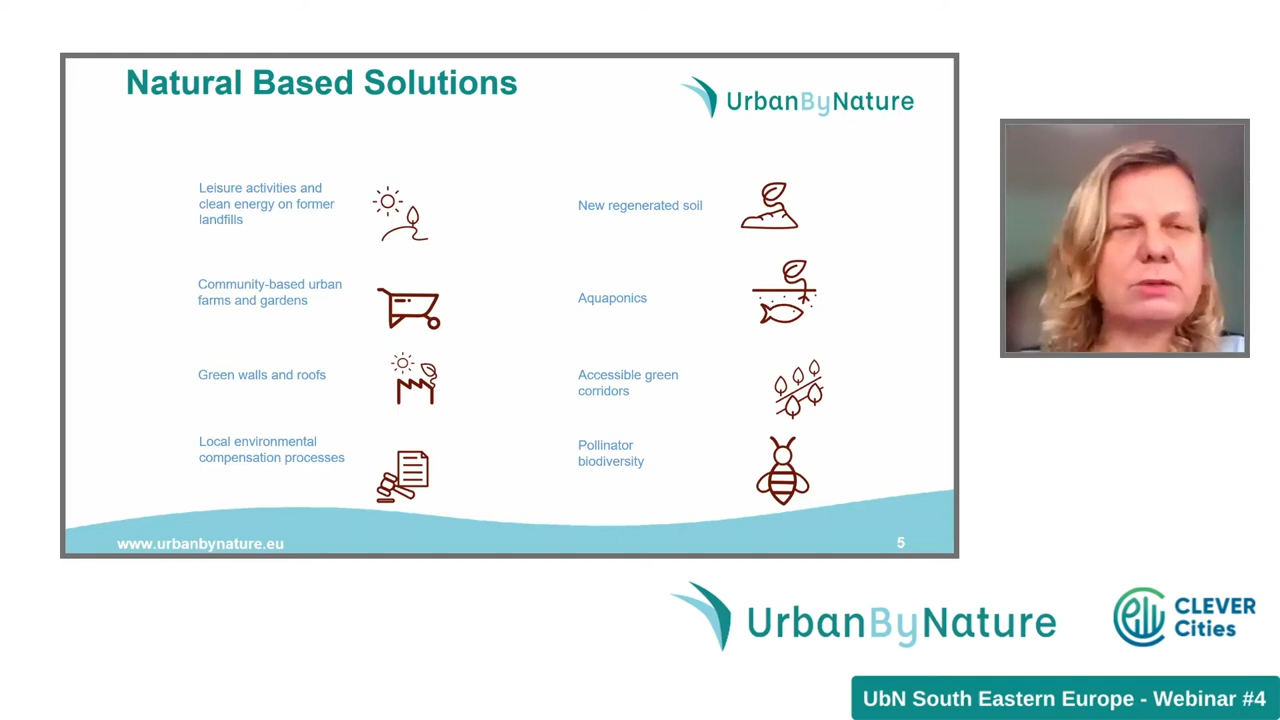 Natural Based Solutions
UrbanByNature
Leisure activities and
clean energy on former
landfills
New regenerated soil
Community-based urban
farms and gardens
Aquaponics
Green walls and roofs
Accessible green
corridors
Local environmental
compensation processes
Pollinator
biodiversity
www.urbanbynature.eu
5
UrbanByNature
CLEVER
Cities
UbN South Eastern Europe - Webinar #4